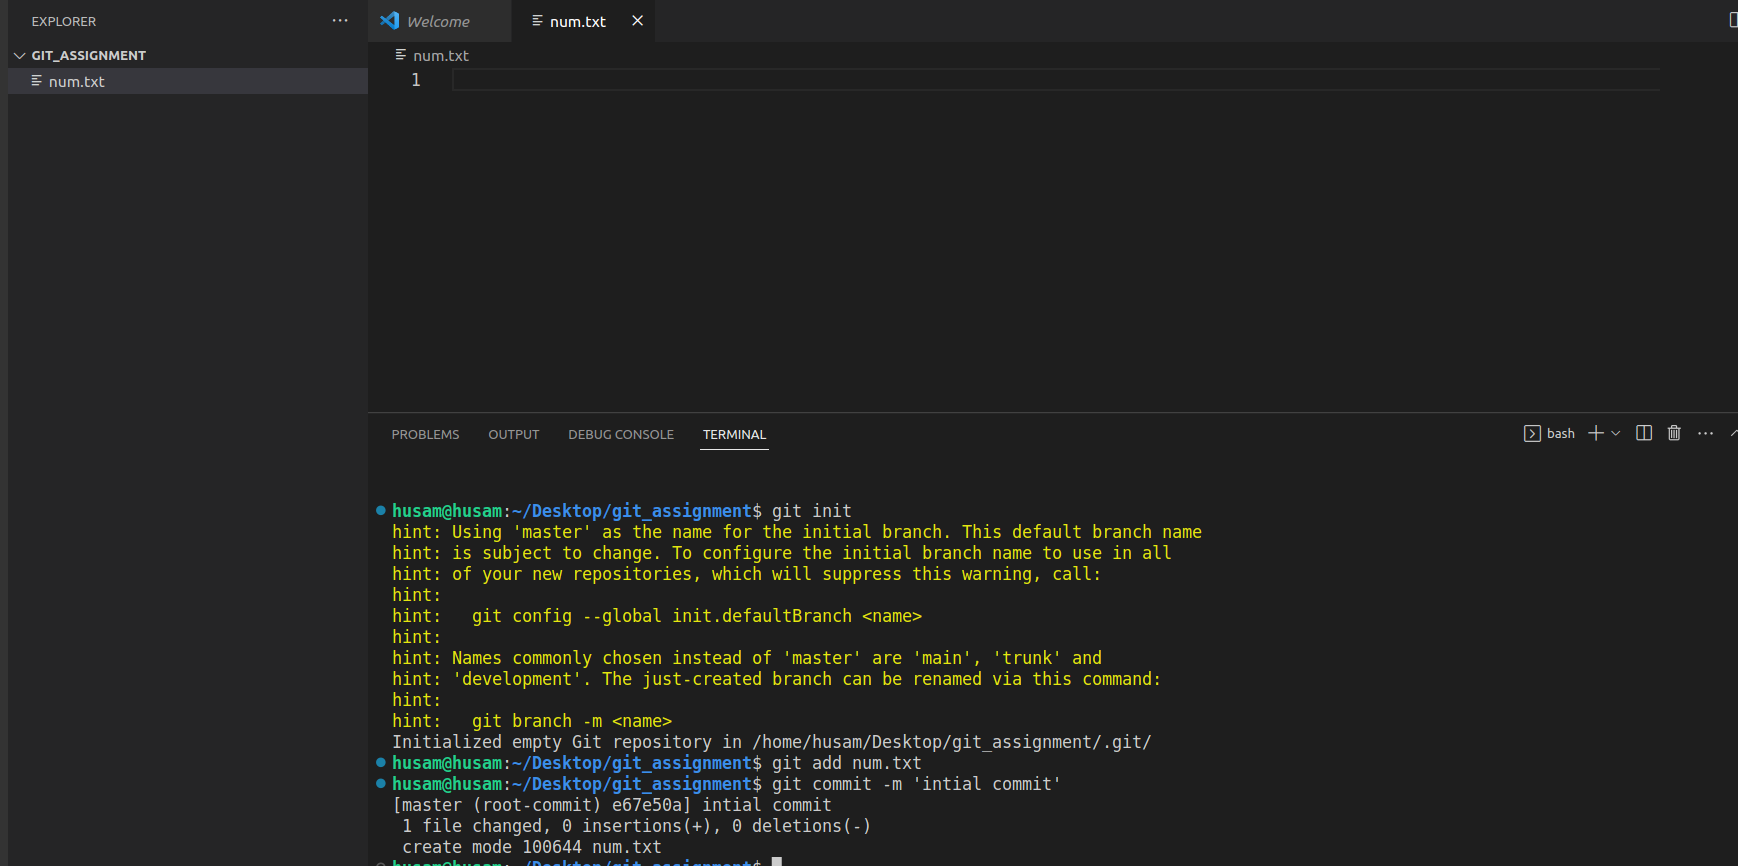 EXPLORER
Welcome
num.txt
GIT_ASSIGNMENT
num.txt
num.txt
1
PROBLEMS OUTPUT DEBUG CONSOLE TERMINAL
bash
husam@husam:~/Desktop/git_assignment$ git init
hint: Using 'master' as the name for the initial branch. This default branch name
hint: is subject to change. To configure the initial branch name to use in all
hint: of your new repositories, which will suppress this warning, call:
hint:
hint:   git config --global init.defaultBranch <name>
hint:
hint: Names commonly chosen instead of 'master' are 'main', 'trunk' and
hint: 'development'. The just-created branch can be renamed via this command:
hint:
hint:   git branch -m <name>
Initialized empty Git repository in /home/husam/Desktop/git_assignment/.git/
husam@husam:~/Desktop/git_assignment$ git add num.txt
husam@husam:~/Desktop/git_assignment$ git commit -m 'intial commit'
[master (root-commit) e67e50a] intial commit
 1 file changed, 0 insertions(+), 0 deletions(-)
 create mode 100644 num.txt
husam@husam:~/Desktop/git_assignment$